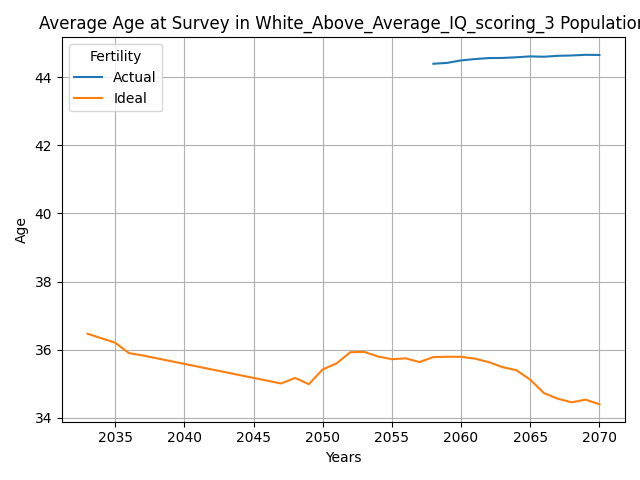 Average Age at Survey in White_Above_Average_IQ_scoring_3 Population
Fertility
Actual
Ideal
44
42
40
38
36
34
Age
2035 2040 2045 2050 2055 2060 2065 2070
Years